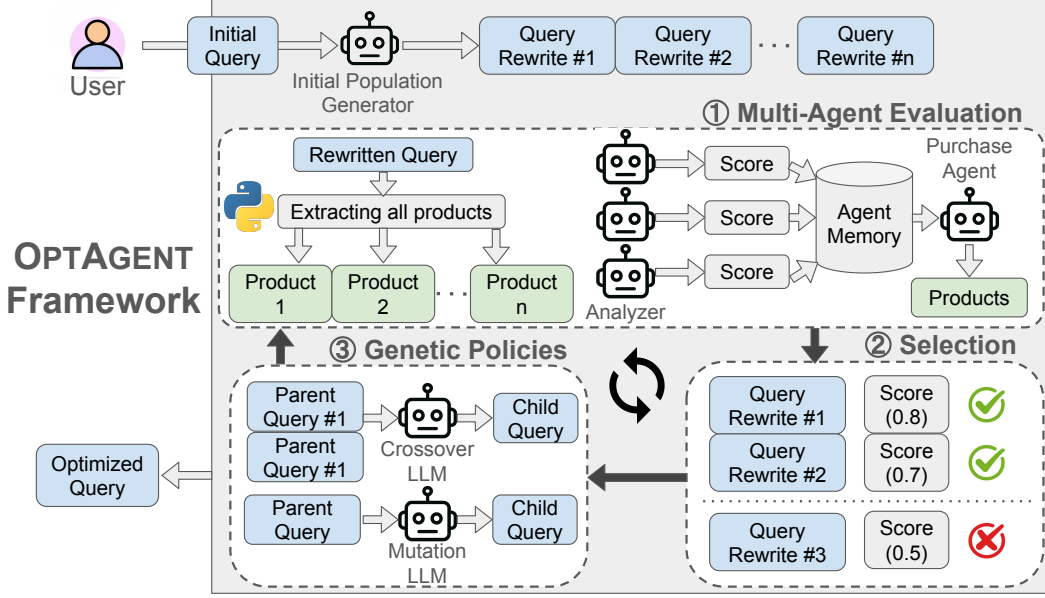 User
Initial
Query
Initial Population
Generator
Query
Rewrite #1
Query
Rewrite #2
...
Query
Rewrite #n
① Multi-Agent Evaluation
Rewritten Query
Extracting all products
Product
1
Product
2
...
Product
n
Analyzer
Score
Score
Score
Agent
Memory
Purchase
Agent
Products
OPTAGENT
Framework
② Selection
Query
Rewrite #1
Score
(0.8)
Query
Rewrite #2
Score
(0.7)
Query
Rewrite #3
Score
(0.5)
③ Genetic Policies
Parent
Query #1
Parent
Query #1
Crossover
LLM
Child
Query
Parent
Query
Mutation
LLM
Child
Query
Optimized
Query